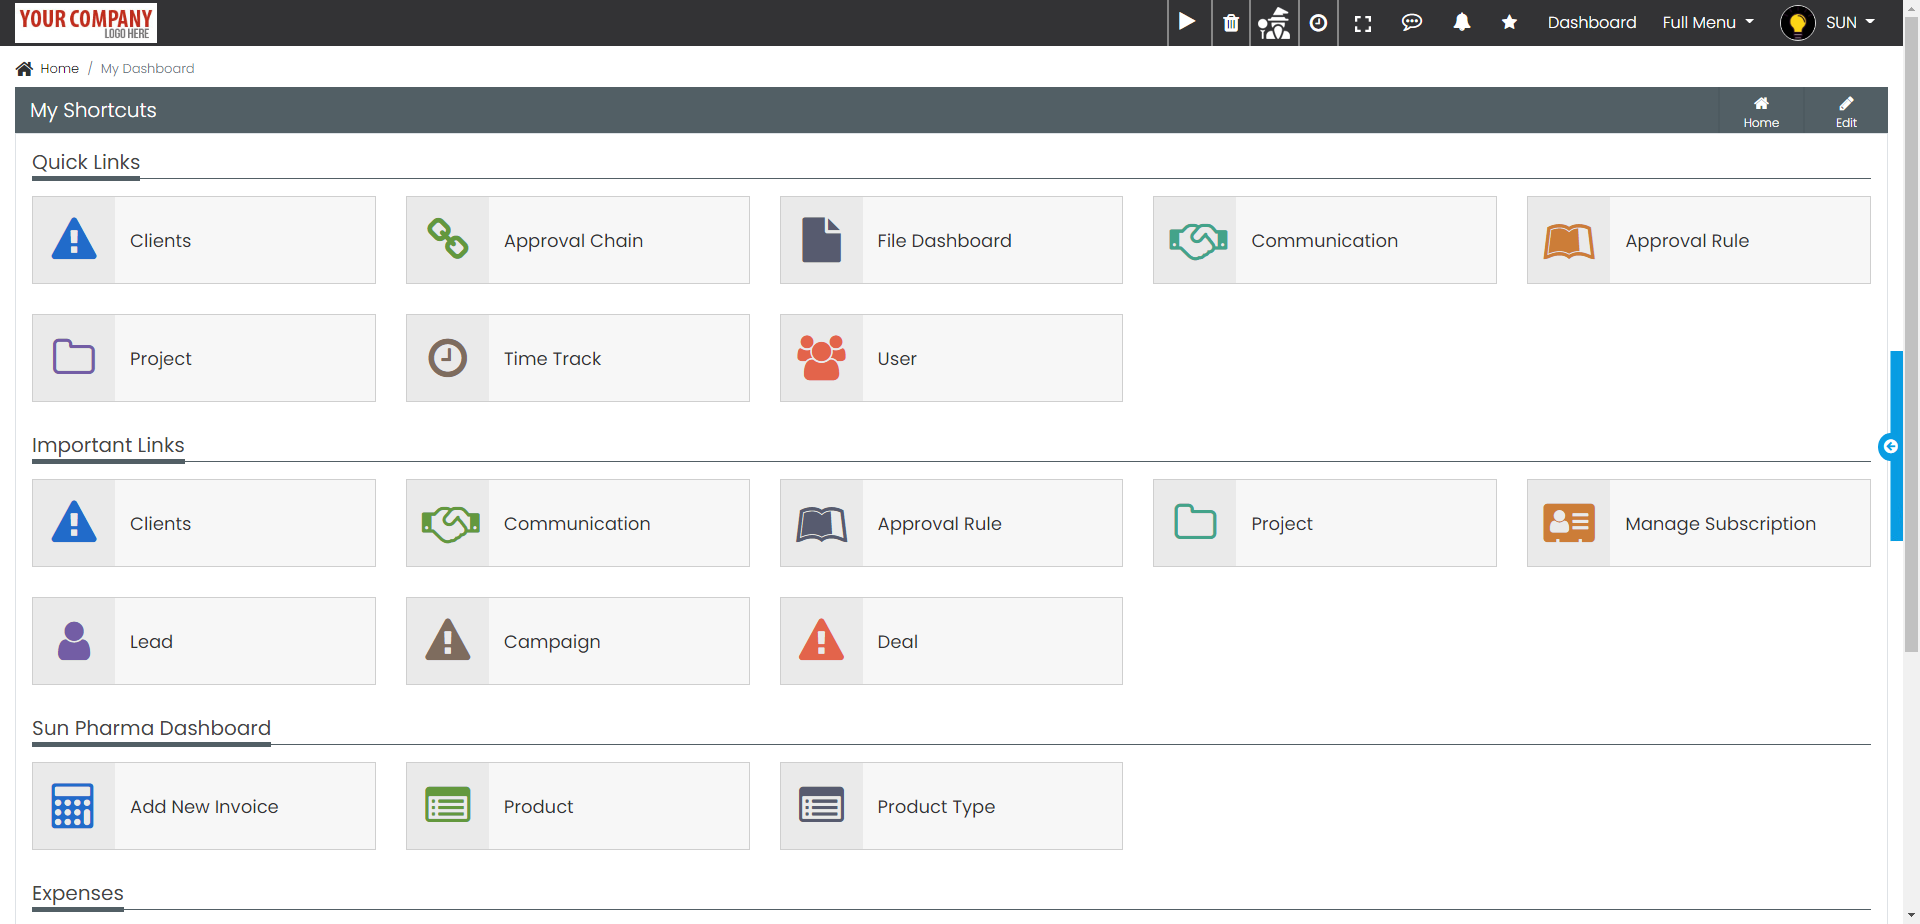 YOUR COMPANY
LOGO HERE
Dashboard Full Menu SUN
Home / My Dashboard
My Shortcuts
Home
Edit
Quick Links
Clients
Approval Chain
File Dashboard
Communication
Approval Rule
Project
Time Track
User
Important Links
Clients
Communication
Approval Rule
Project
Manage Subscription
Lead
Campaign
Deal
Sun Pharma Dashboard
Add New Invoice
Product
Product Type
Expenses